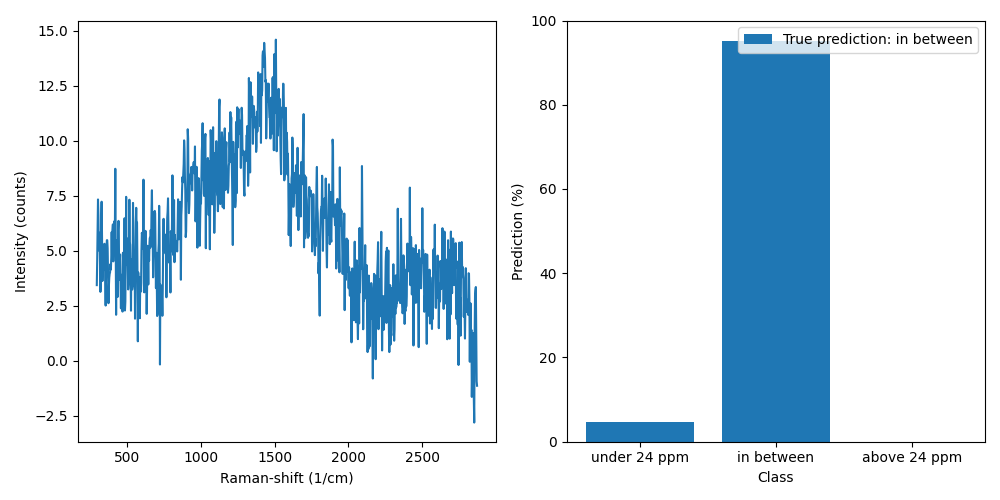 15.0
12.5
10.0
7.5
5.0
2.5
0.0
−2.5
Intensity (counts)
500 1000 1500 2000 2500
Raman-shift (1/cm)
100
80
60
40
20
0
Prediction (%)
True prediction: in between
under 24 ppm in between above 24 ppm
Class